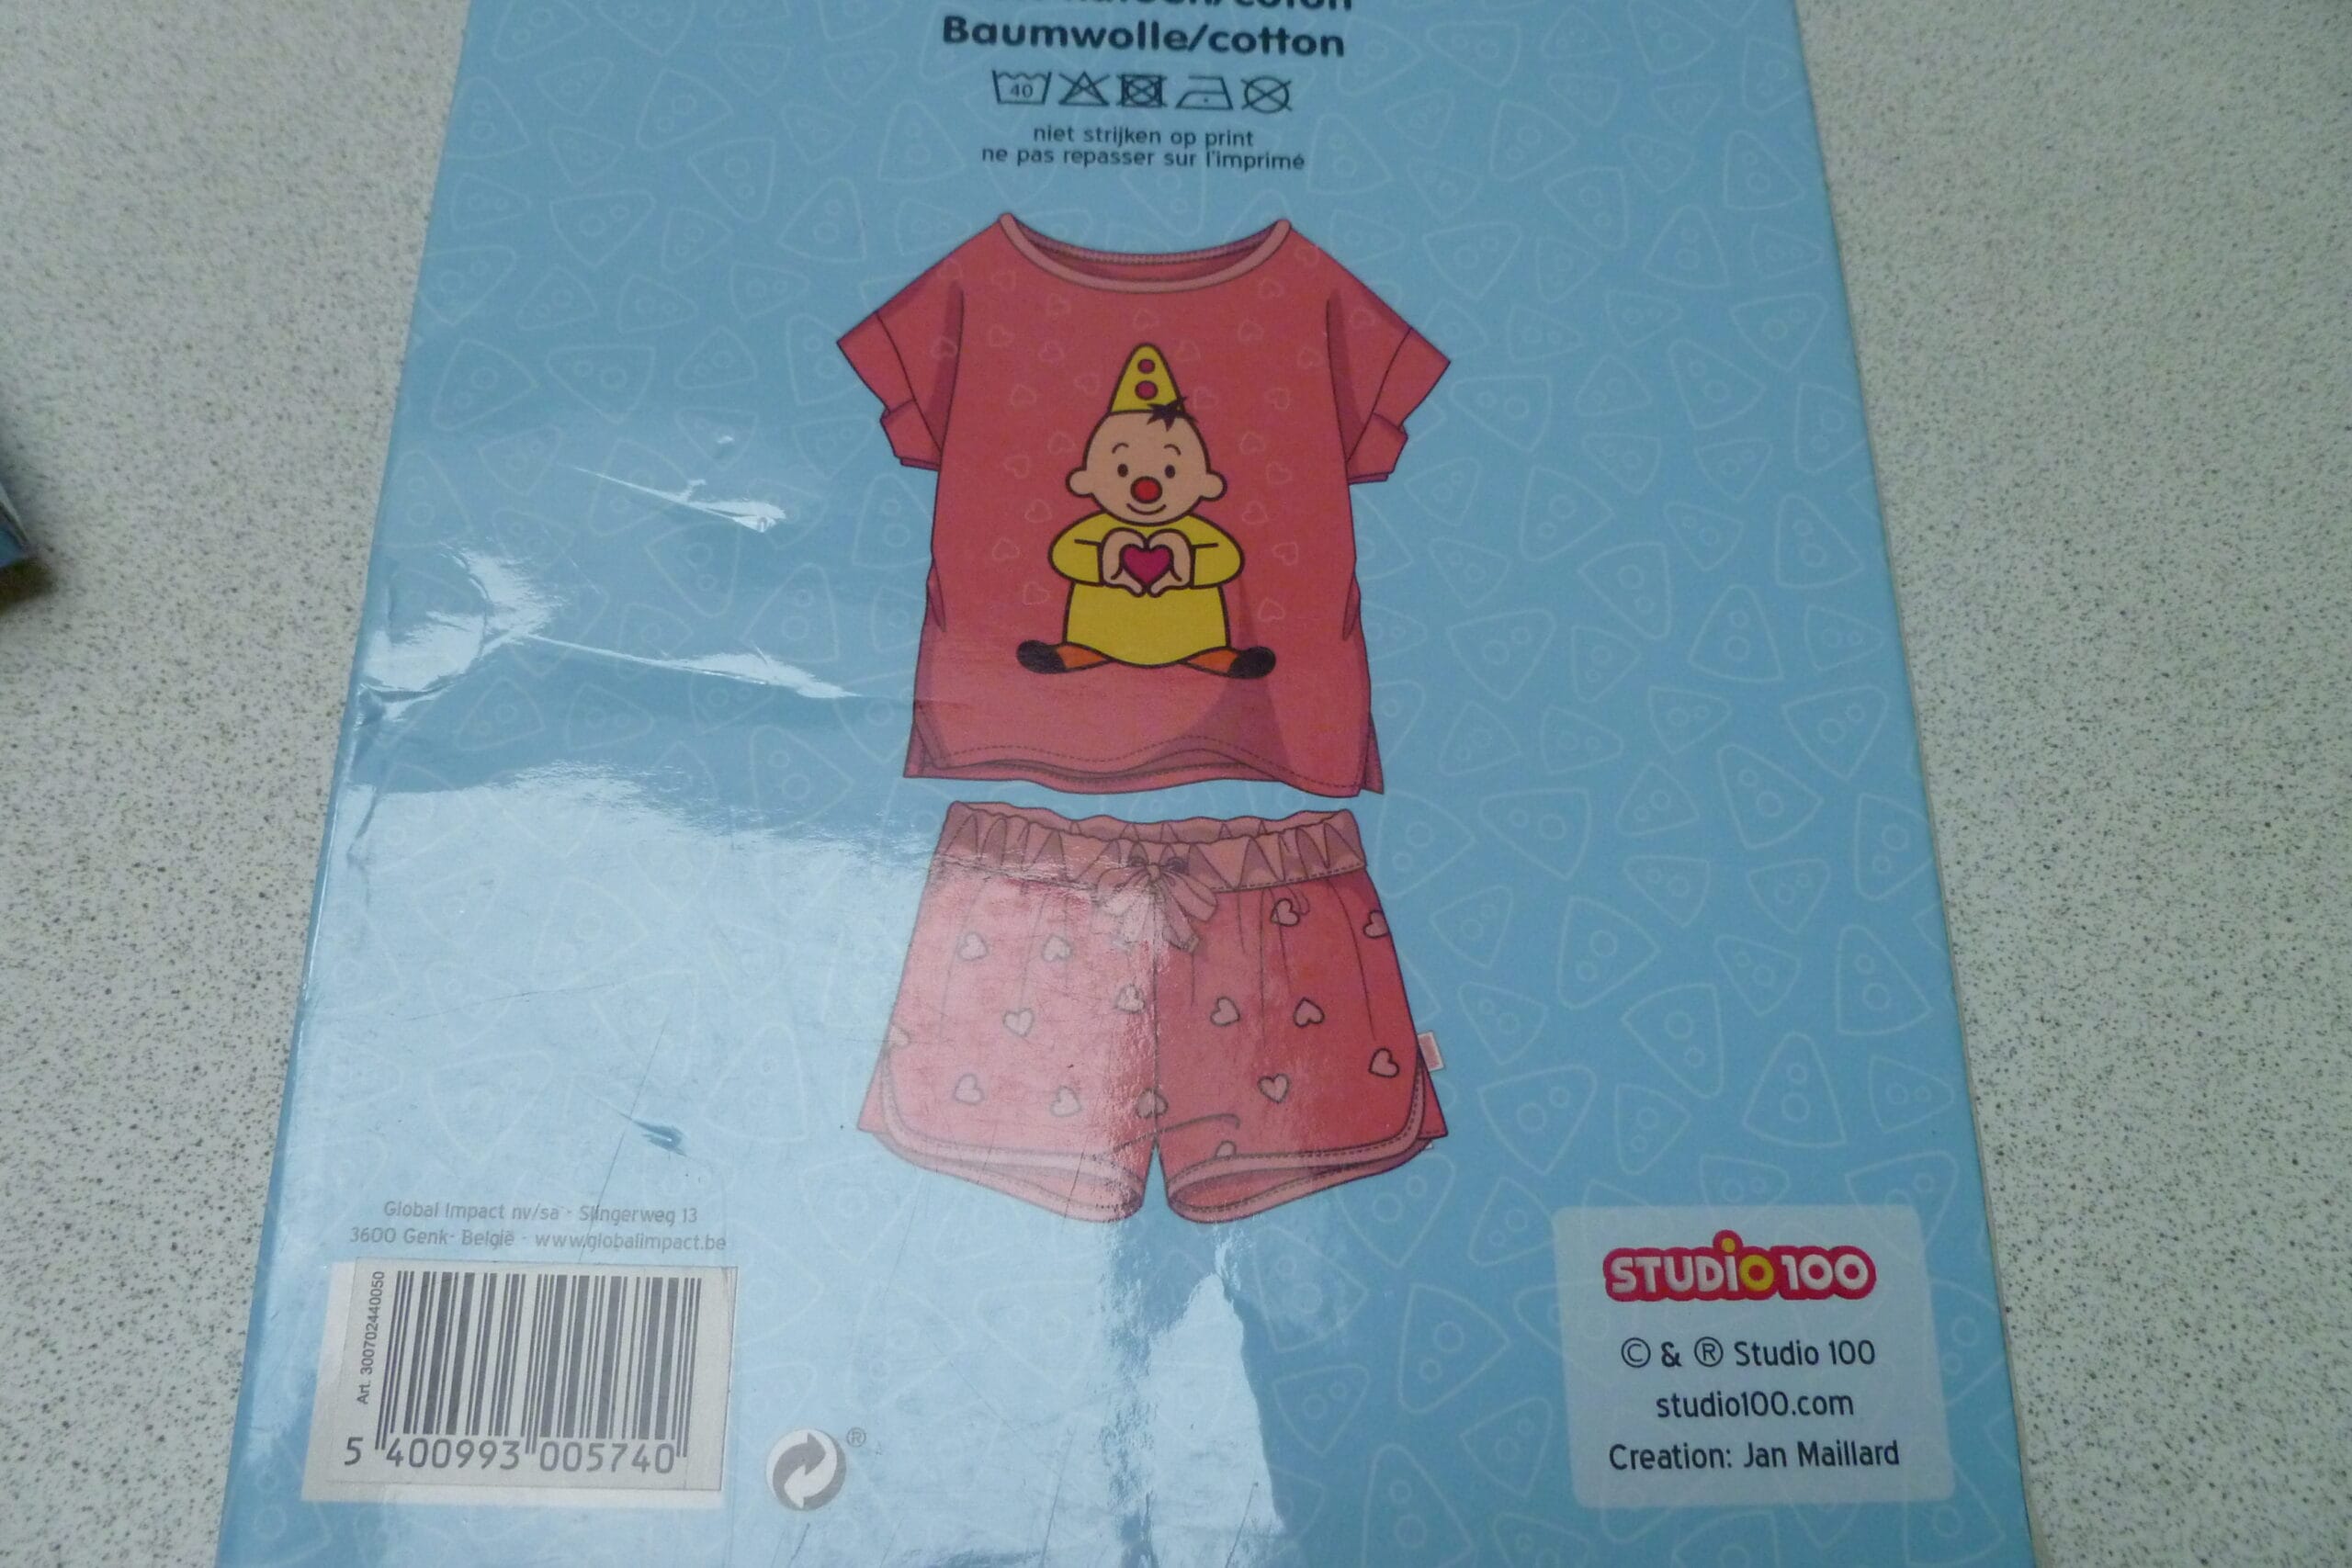 Baumwolle/cotton
40
niet strijken op print
ne pas repasser sur l'imprimé
Global Impact nv/sa - Slingerweg 13
3600 Genk- België - www.globalimpact.be
Art. 300702440050
5 400993 005740
®
STUDIO 100
© & ® Studio 100
studio100.com
Creation: Jan Maillard